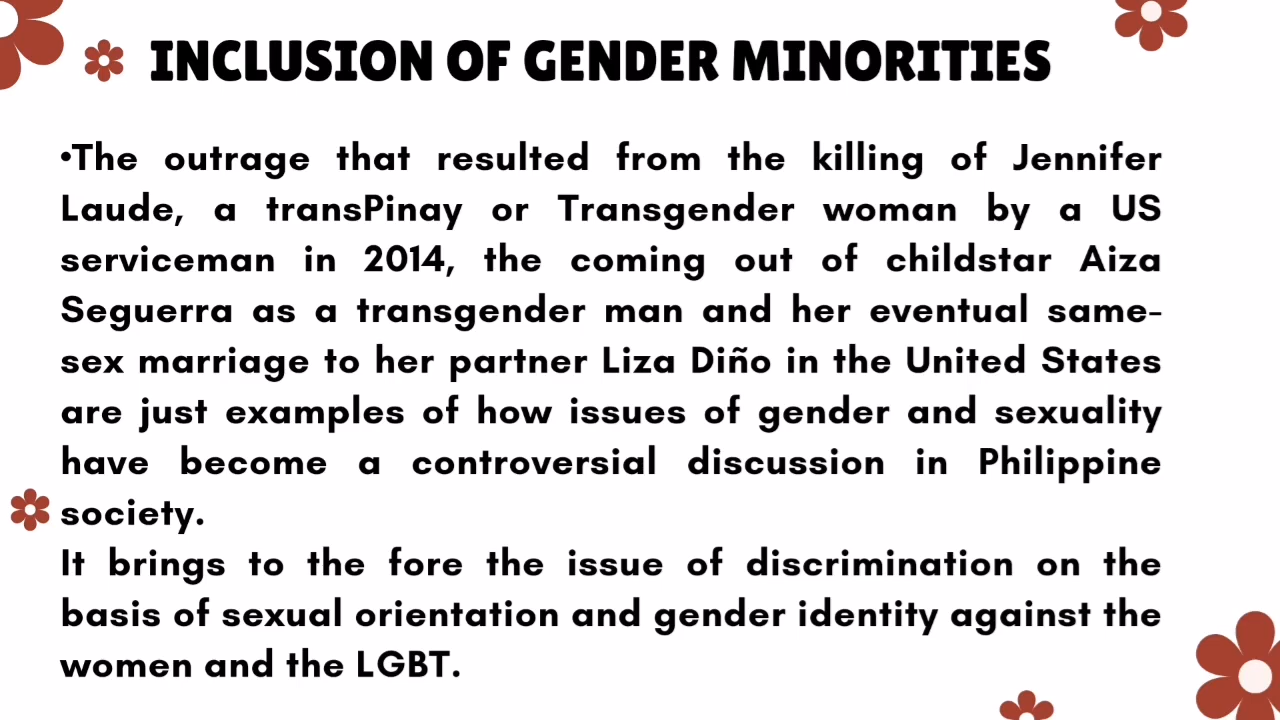 INCLUSION OF GENDER MINORITIES
•The outrage that resulted from the killing of Jennifer
Laude, a transPinay or Transgender woman by a US
serviceman in 2014, the coming out of childstar Aiza
Seguerra as a transgender man and her eventual same-
sex marriage to her partner Liza Diño in the United States
are just examples of how issues of gender and sexuality
have become a controversial discussion in Philippine
society.
It brings to the fore the issue of discrimination on the
basis of sexual orientation and gender identity against the
women and the LGBT.